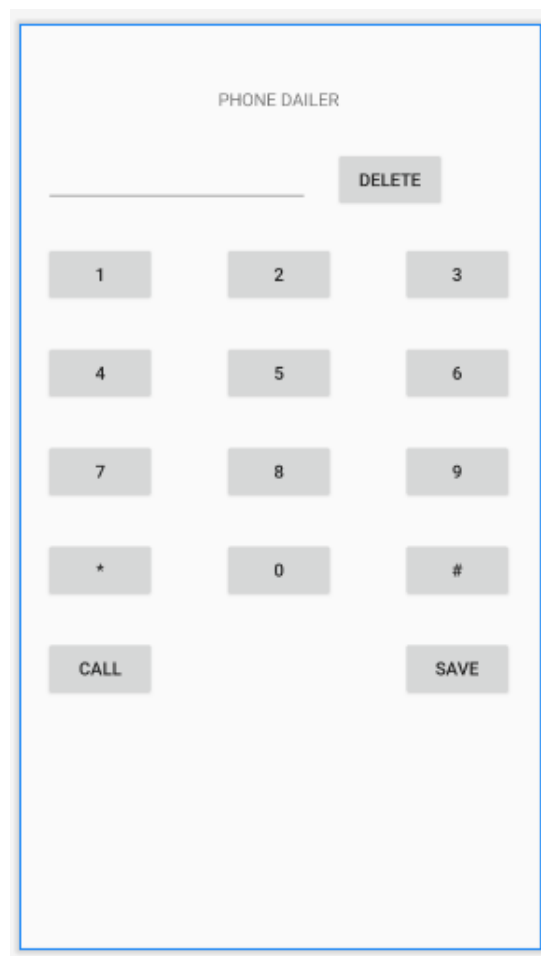 PHONE DAILER
DELETE
1 2 3
4 5 6
7 8 9
* 0 #
CALL SAVE